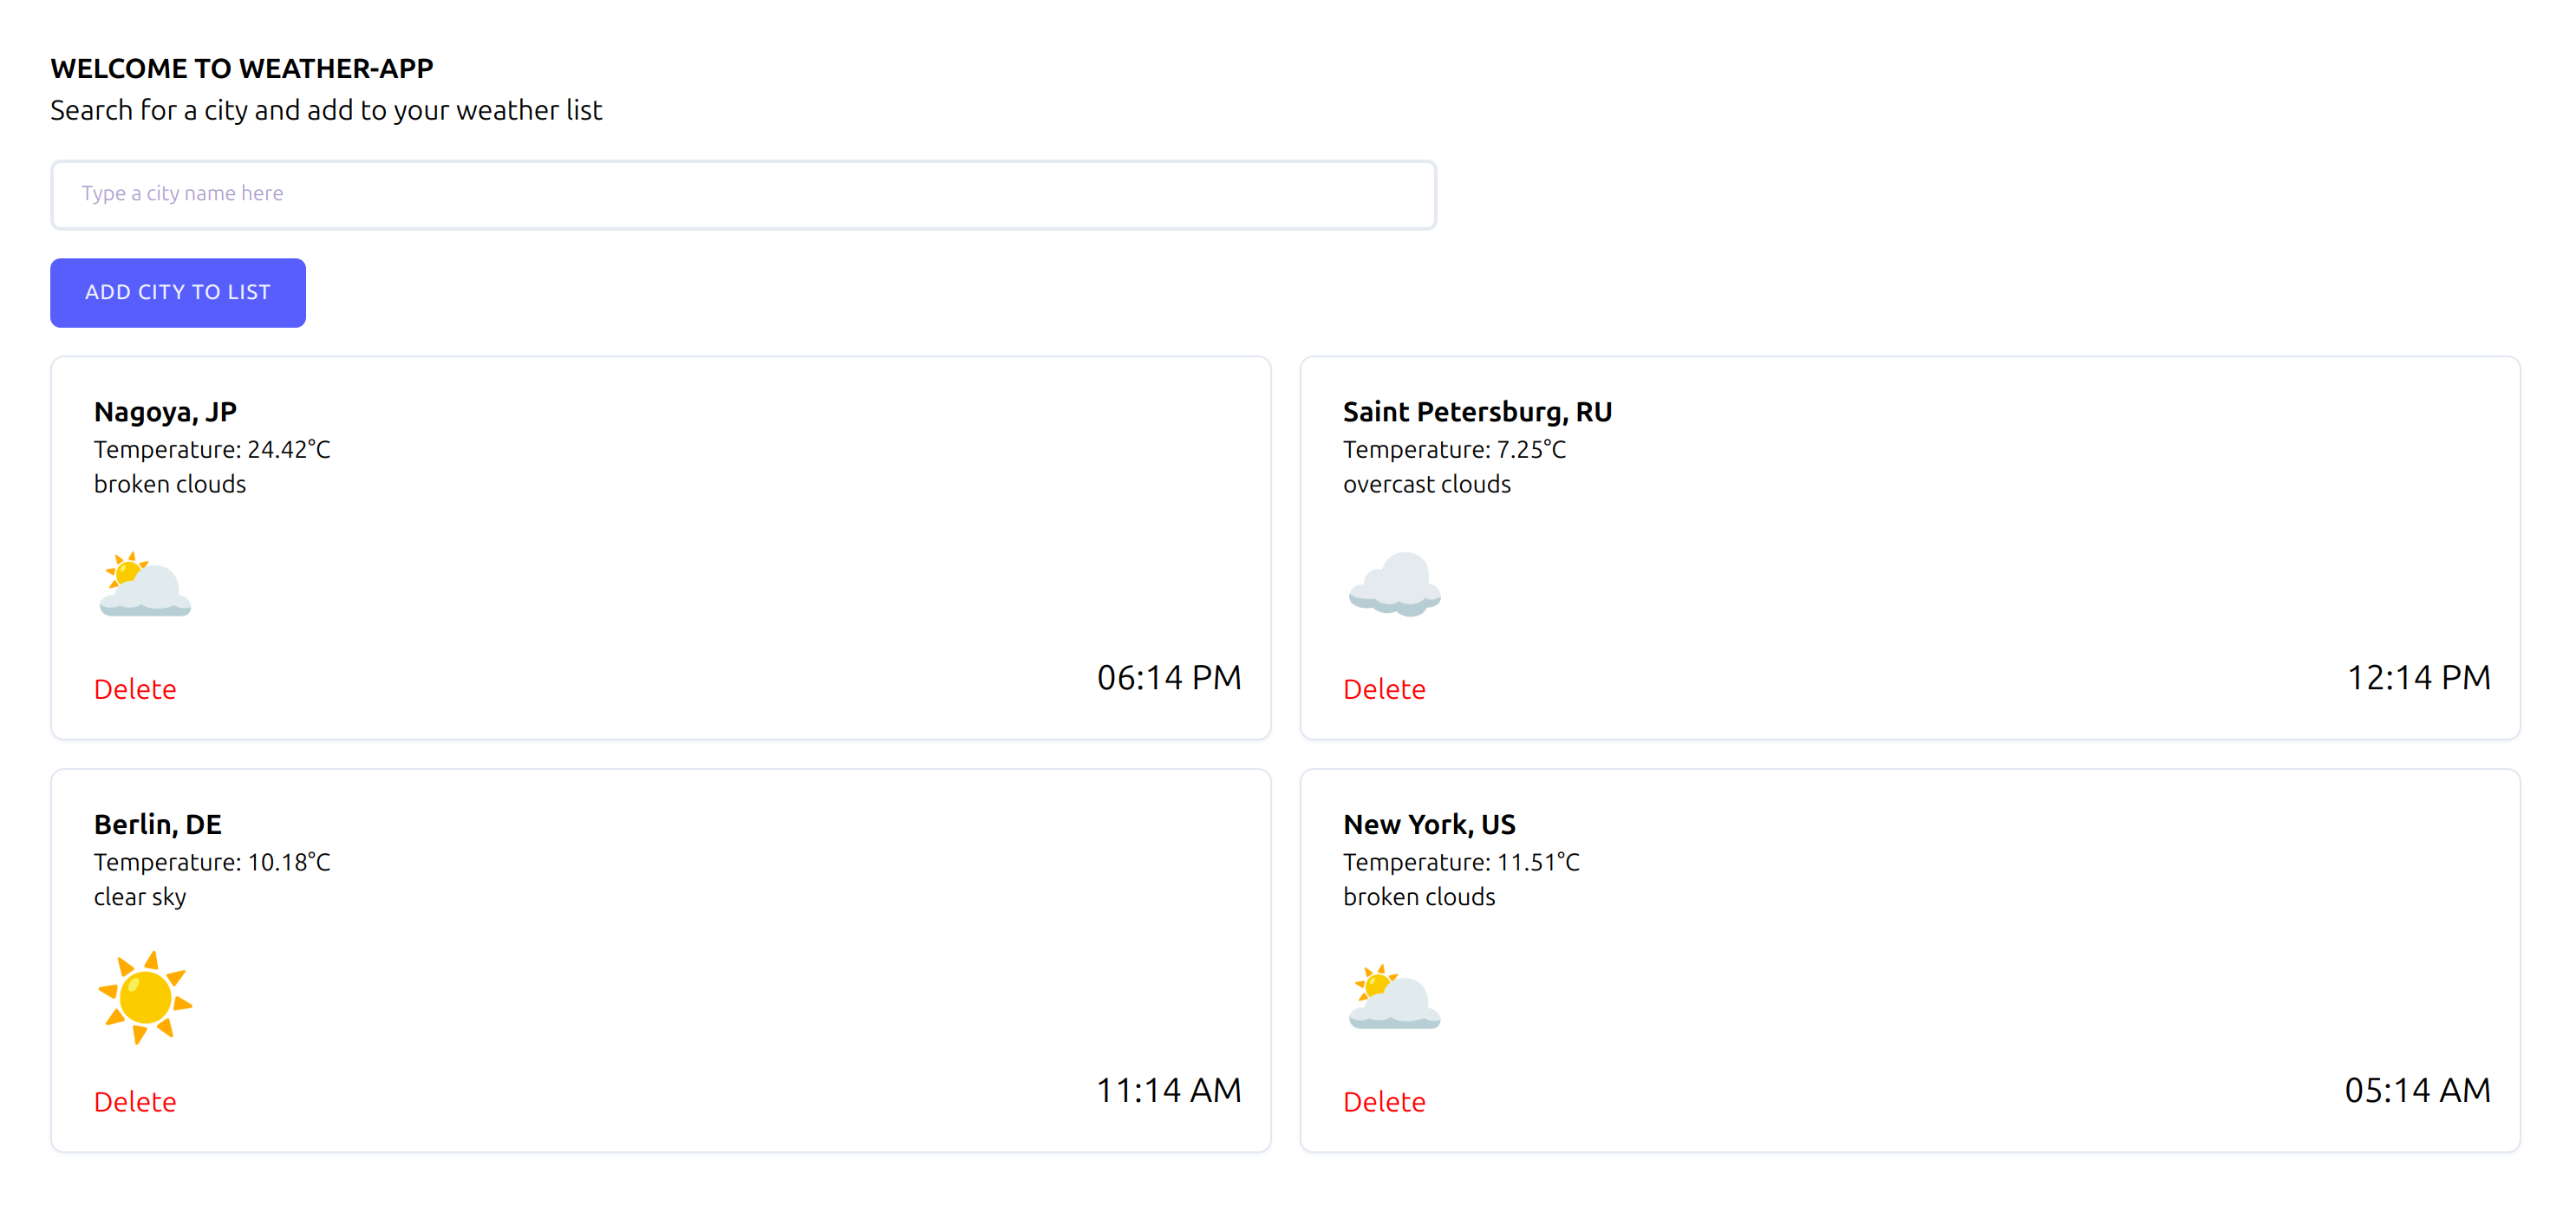 WELCOME TO WEATHER-APP
Search for a city and add to your weather list
Type a city name here
ADD CITY TO LIST
Nagoya, JP
Temperature: 24.42°C
broken clouds
Delete
06:14 PM
Saint Petersburg, RU
Temperature: 7.25°C
overcast clouds
Delete
12:14 PM
Berlin, DE
Temperature: 10.18°C
clear sky
Delete
11:14 AM
New York, US
Temperature: 11.51°C
broken clouds
Delete
05:14 AM